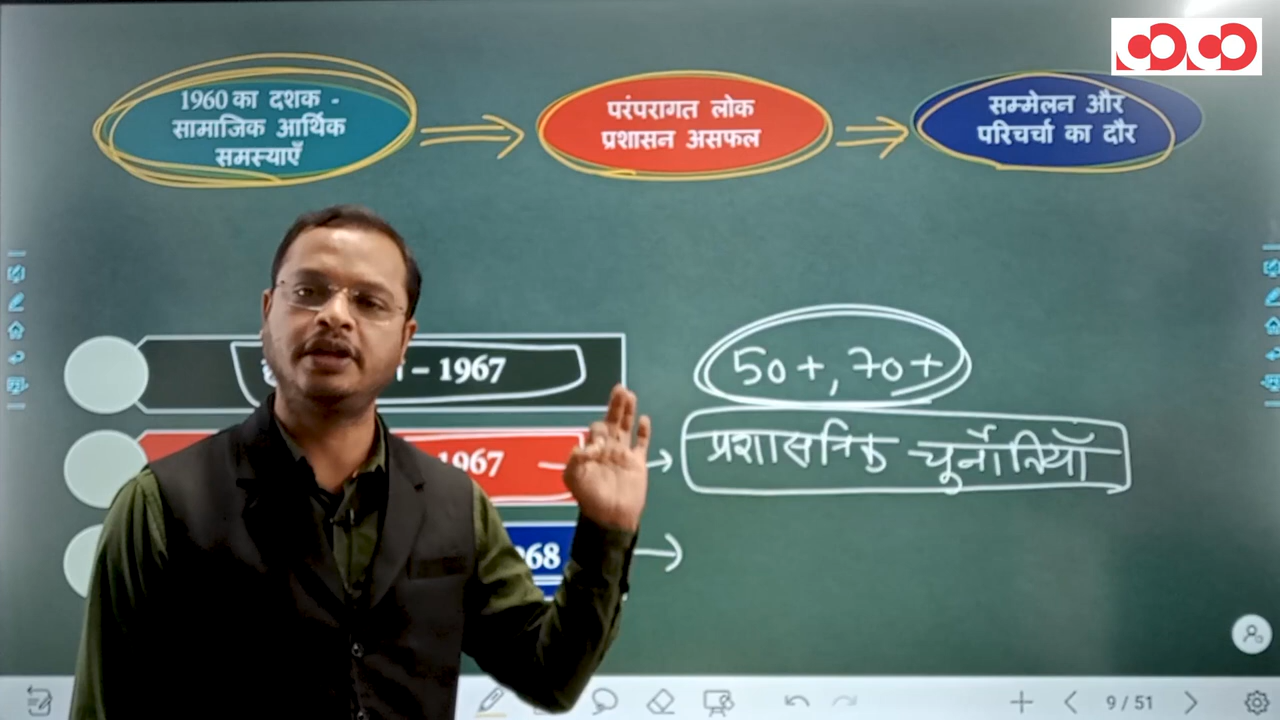 1960 का दशक -
सामाजिक आर्थिक
समस्याएँ
परंपरागत लोक
प्रशासन असफल
सम्मेलन और
परिचर्चा का दौर
– 1967
50+, 70+
1967
प्रशासनिक चुनौतियाँ
968
9 / 51